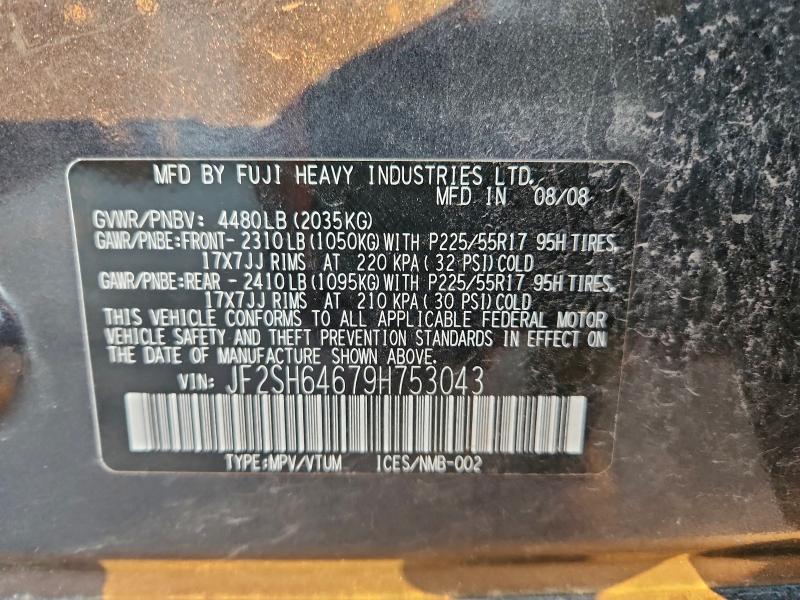 MFD BY FUJI HEAVY INDUSTRIES LTD.
MFD IN 08/08
GVWR/PNBV: 4480LB (2035KG)
GAWR/PNBE:FRONT-2310LB(1050KG)WITH P225/55R17 95H TIRES,
17X7JJ RIMS AT 220 KPA( 32 PSI)COLD
GAWR/PNBE:REAR -2410LB(1095KG)WITH P225/55R17 95H TIRES,
17X7JJ RIMS AT 210 KPA( 30 PSI)COLD
THIS VEHICLE CONFORMS TO ALL APPLICABLE FEDERAL MOTOR
VEHICLE SAFETY AND THEFT PREVENTION STANDARDS IN EFFECT ON
THE DATE OF MANUFACTURE SHOWN ABOVE.
VIN: JF2SH64679H753043
TYPE:MPV/VTUM ICES/NMB-002